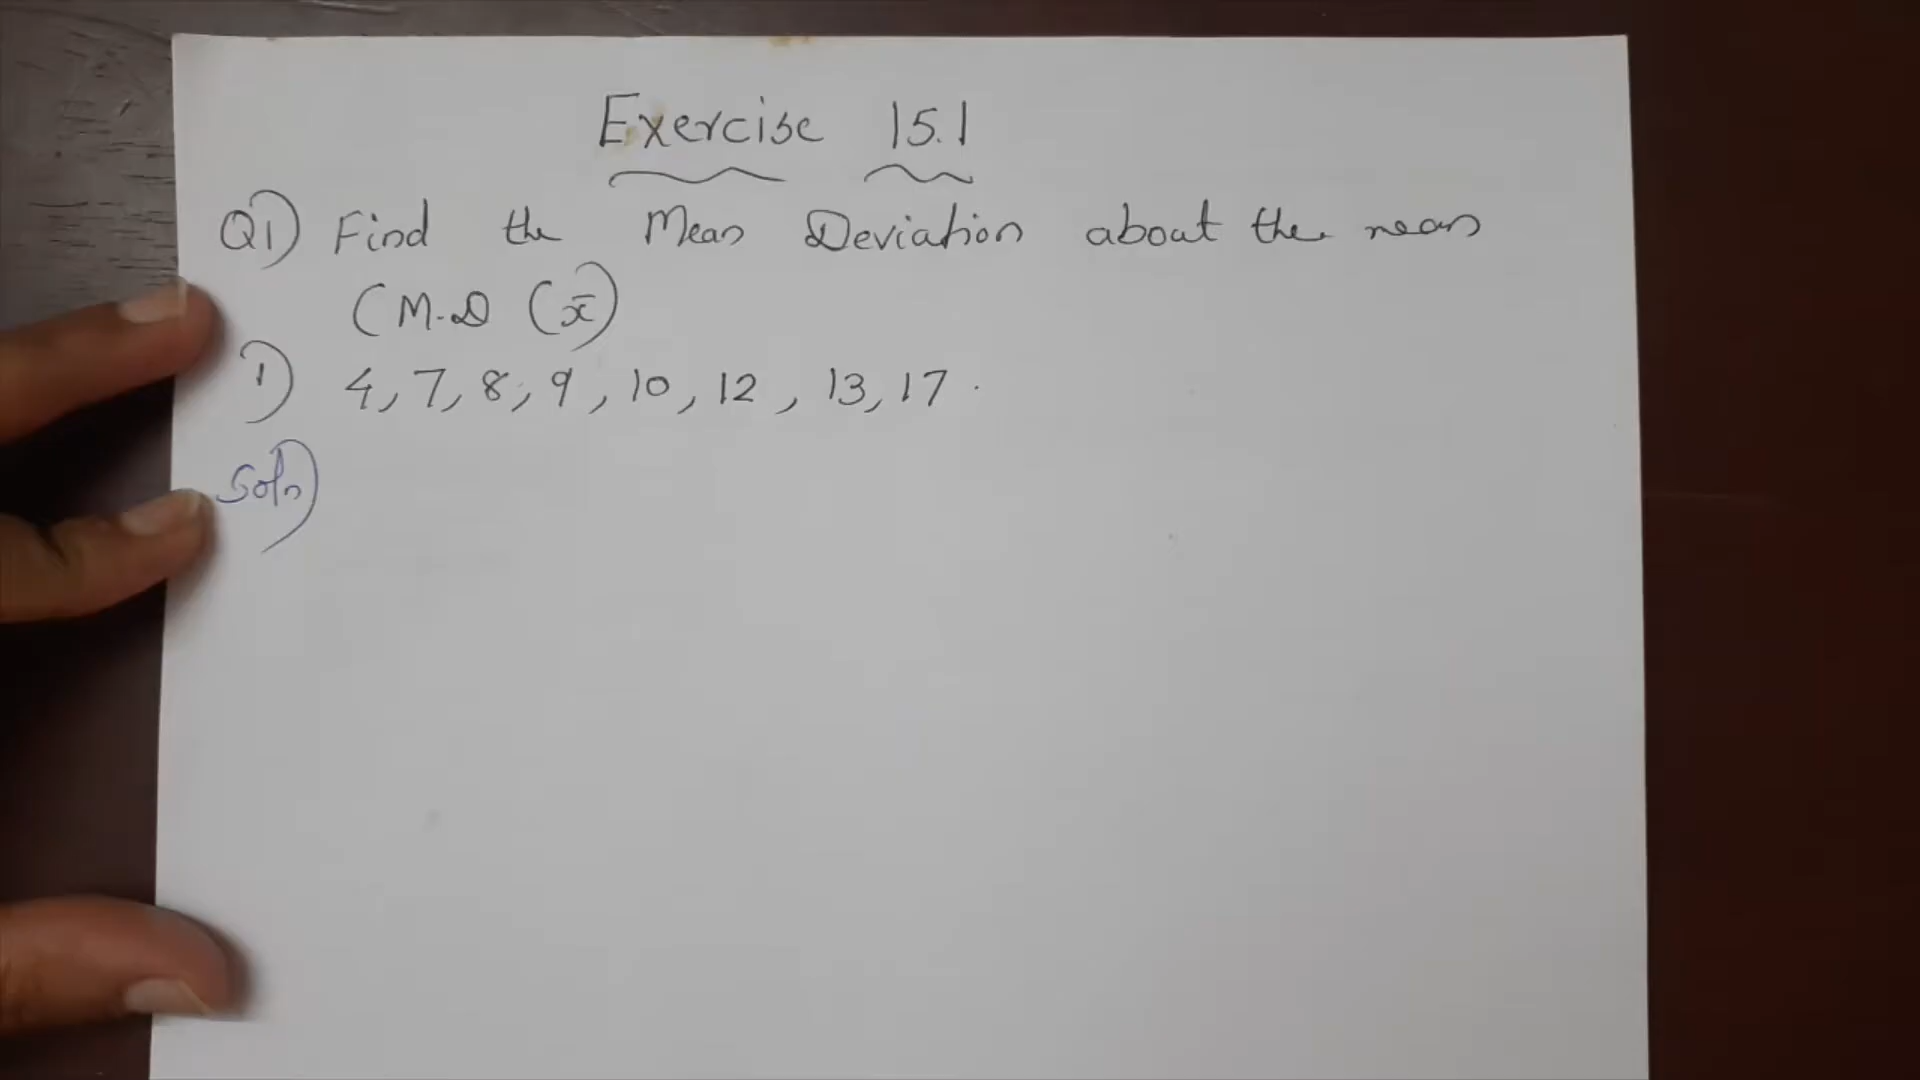 Exercise 15.1
Q1) Find the Mean Deviation about the mean
(M.D (x̄)
1) 4, 7, 8, 9, 10, 12, 13, 17.
Soln)